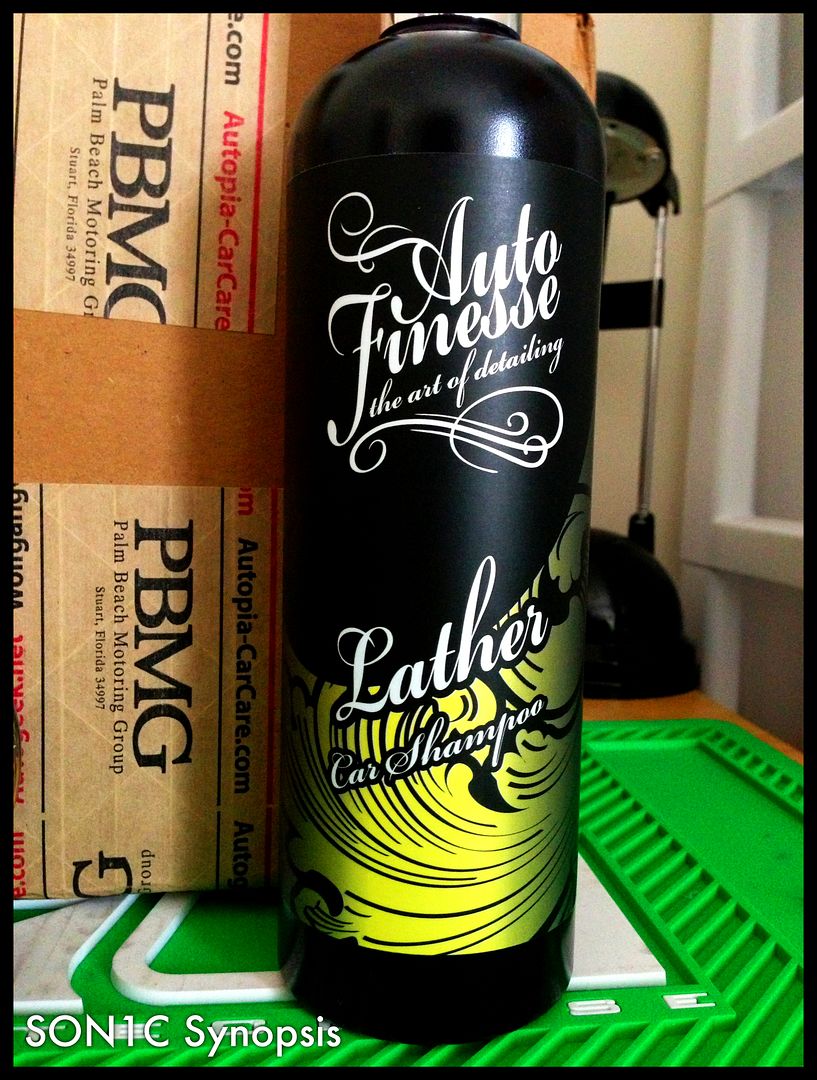 Auto
Finesse
the art of detailing
Lather
Car Shampoo
PBMG
Palm Beach Motoring Gr
Stuart, Florida 34997
Autopia-CarCare
e.com
PBMG
Palm Beach Motoring Group
Stuart, Florida 34997
Autopia-CarCare.com
SON1C Synopsis